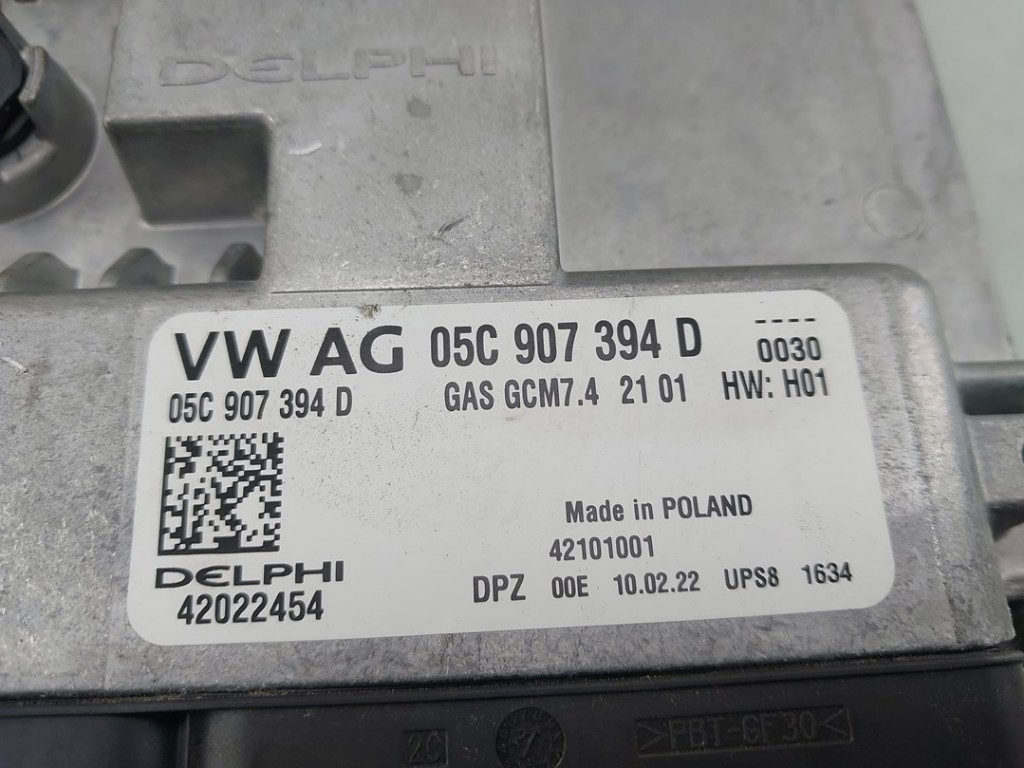 DELPHI
VW AG 05C 907 394 D ----
0030
05C 907 394 D GAS GCM7.4 21 01 HW: H01
Made in POLAND
42101001
DELPHI
42022454
DPZ 00E 10.02.22 UPS8 1634
2C >PBT-GF30<